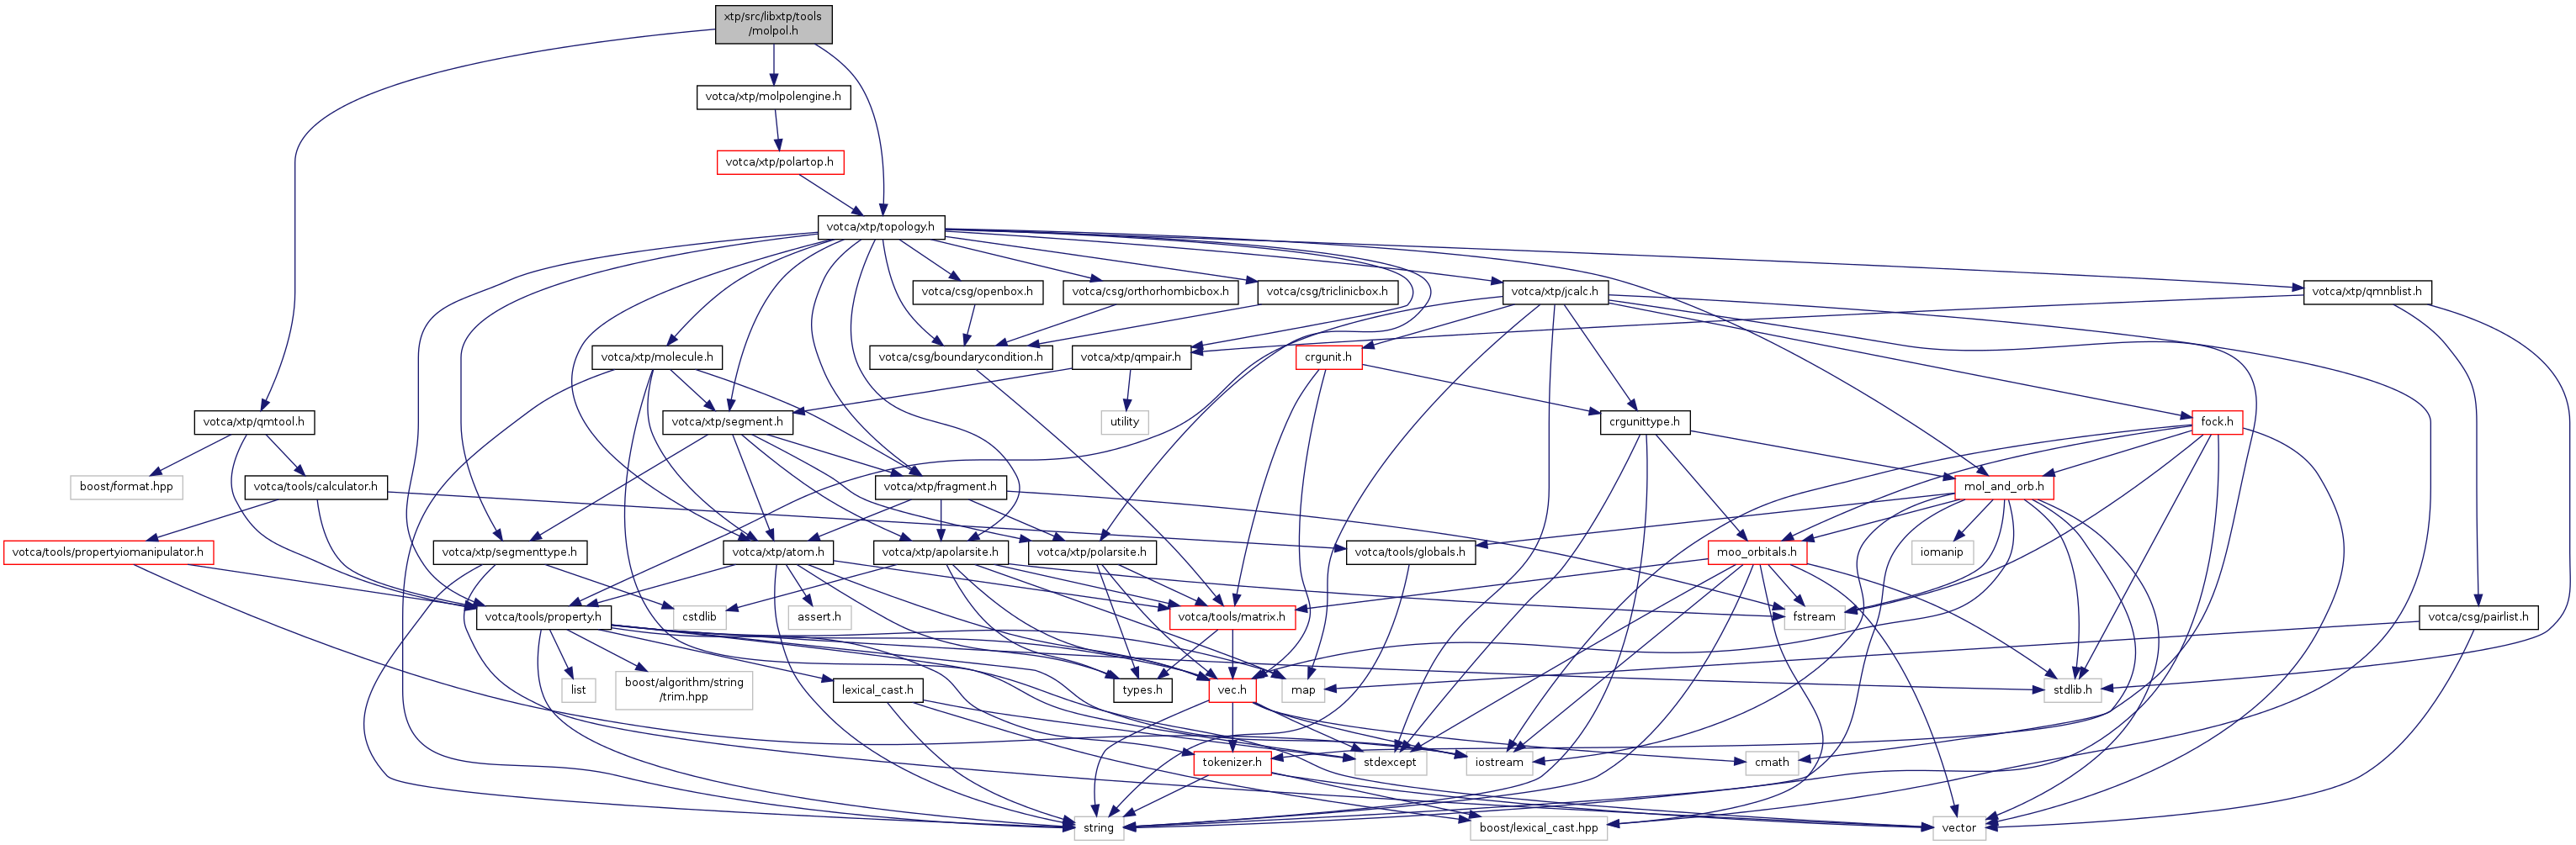 xtp/src/libxtp/tools
/molpol.h
votca/xtp/molpolengine.h
votca/xtp/polartop.h
votca/xtp/topology.h
votca/csg/openbox.h
votca/csg/orthorhombicbox.h
votca/csg/triclinicbox.h
votca/xtp/jcalc.h
votca/xtp/qmnblist.h
votca/xtp/molecule.h
votca/csg/boundarycondition.h
votca/xtp/qmpair.h
crgunit.h
votca/xtp/qmtool.h
votca/xtp/segment.h
utility
crgunittype.h
fock.h
boost/format.hpp
votca/tools/calculator.h
votca/xtp/fragment.h
mol_and_orb.h
votca/tools/propertyiomanipulator.h
votca/xtp/segmenttype.h
votca/xtp/atom.h
votca/xtp/apolarsite.h
votca/xtp/polarsite.h
votca/tools/globals.h
moo_orbitals.h
iomanip
votca/tools/property.h
cstdlib
assert.h
votca/tools/matrix.h
fstream
votca/csg/pairlist.h
list
boost/algorithm/string
/trim.hpp
lexical_cast.h
types.h
vec.h
map
stdlib.h
tokenizer.h
stdexcept
iostream
cmath
string
boost/lexical_cast.hpp
vector